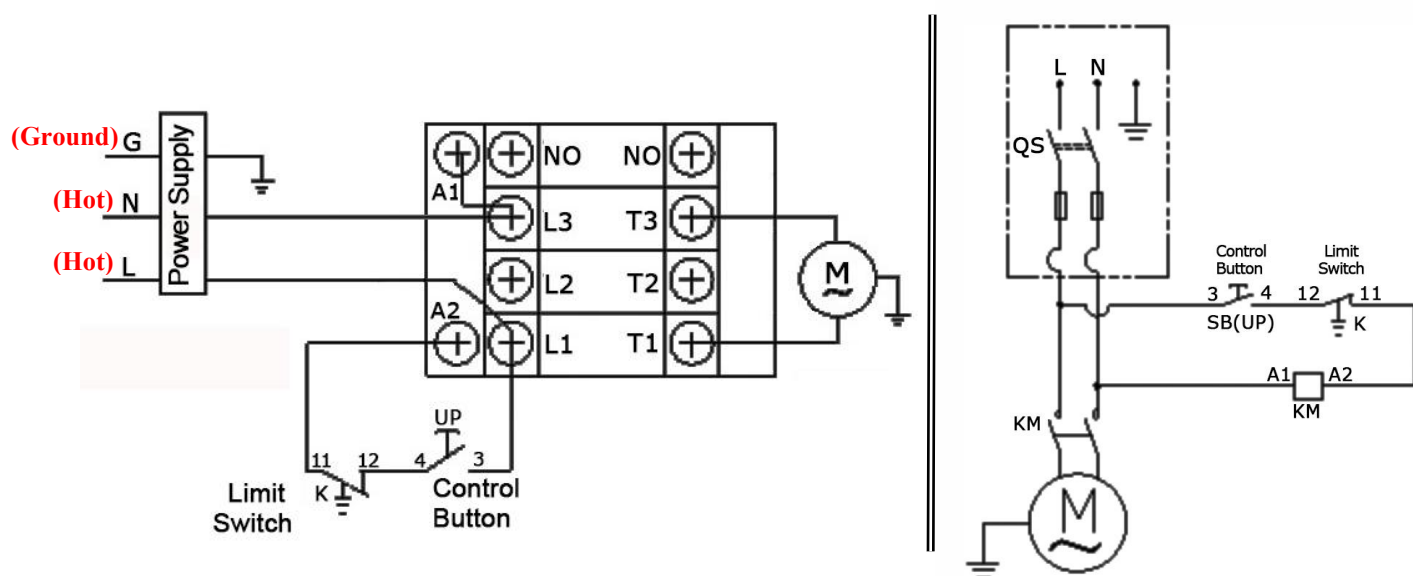 (Ground) G
(Hot) N
(Hot) L
Power Supply
A1
NO NO
L3 T3
L2 T2
A2
L1 T1
M
UP
11 12 4 3
K
Limit
Switch
Control
Button
L N
QS
Control
Button
Limit
Switch
3 4 12 11
SB(UP) K
A1 A2
KM
KM
M